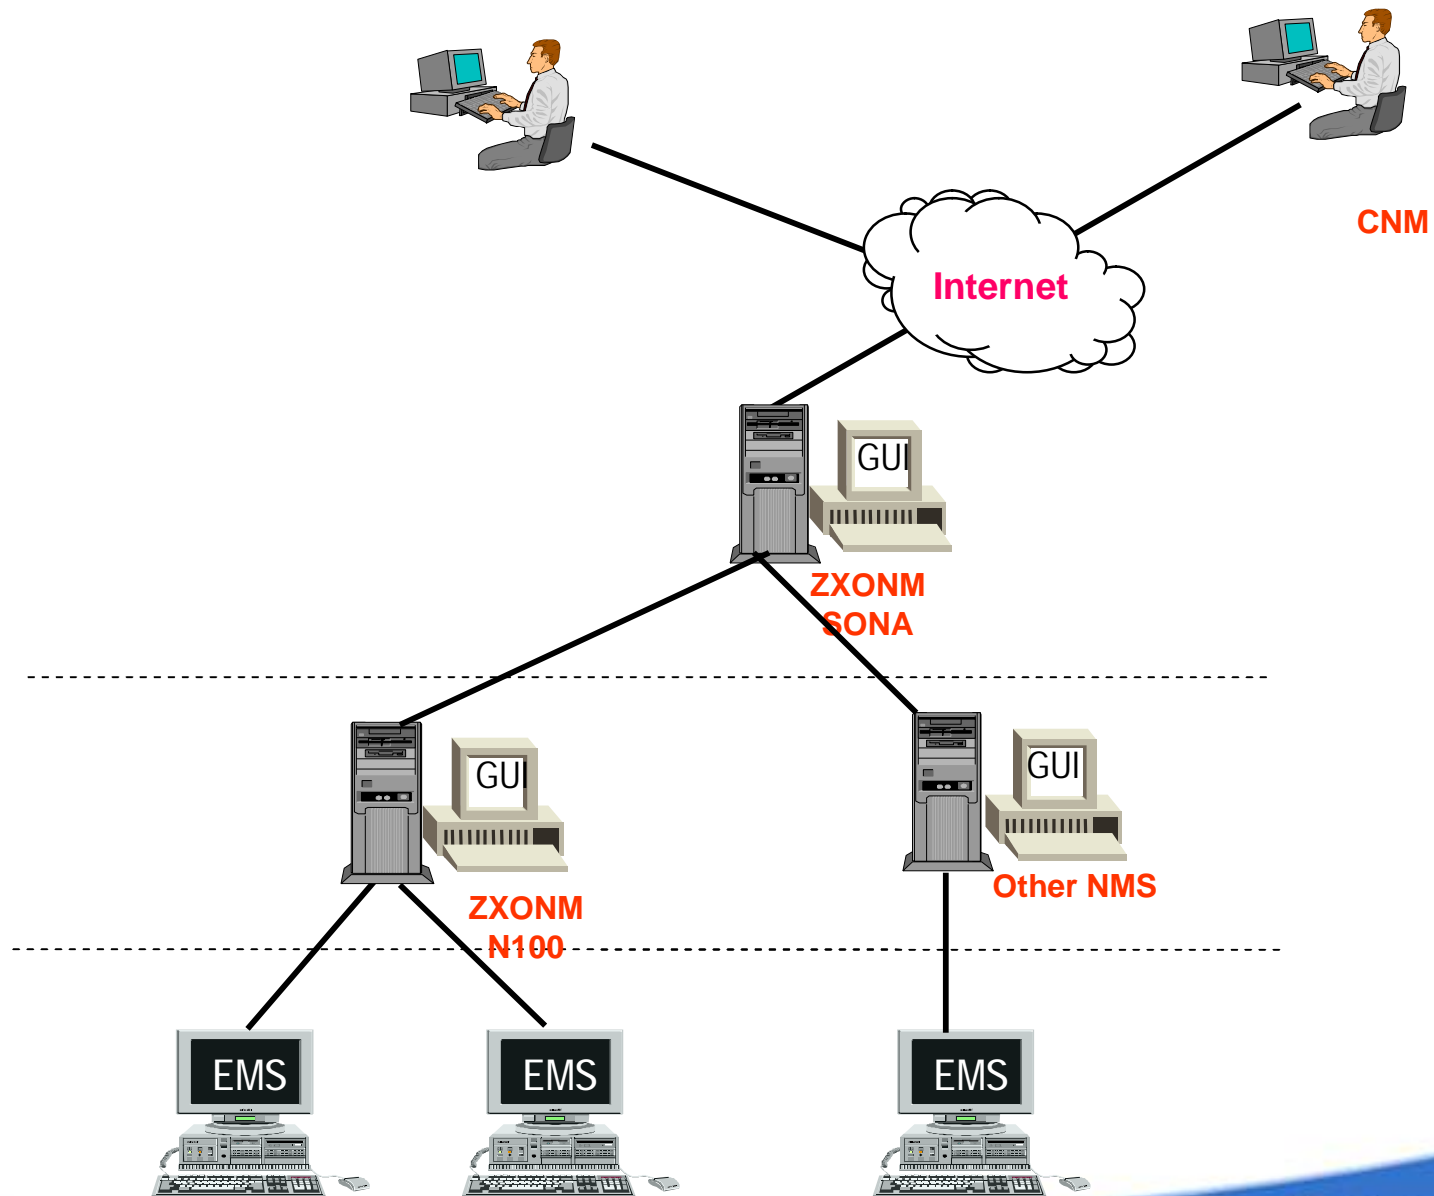 CNM
Internet
GUI
ZXONM
SONA
GUI
GUI
Other NMS
ZXONM
N100
EMS
EMS
EMS